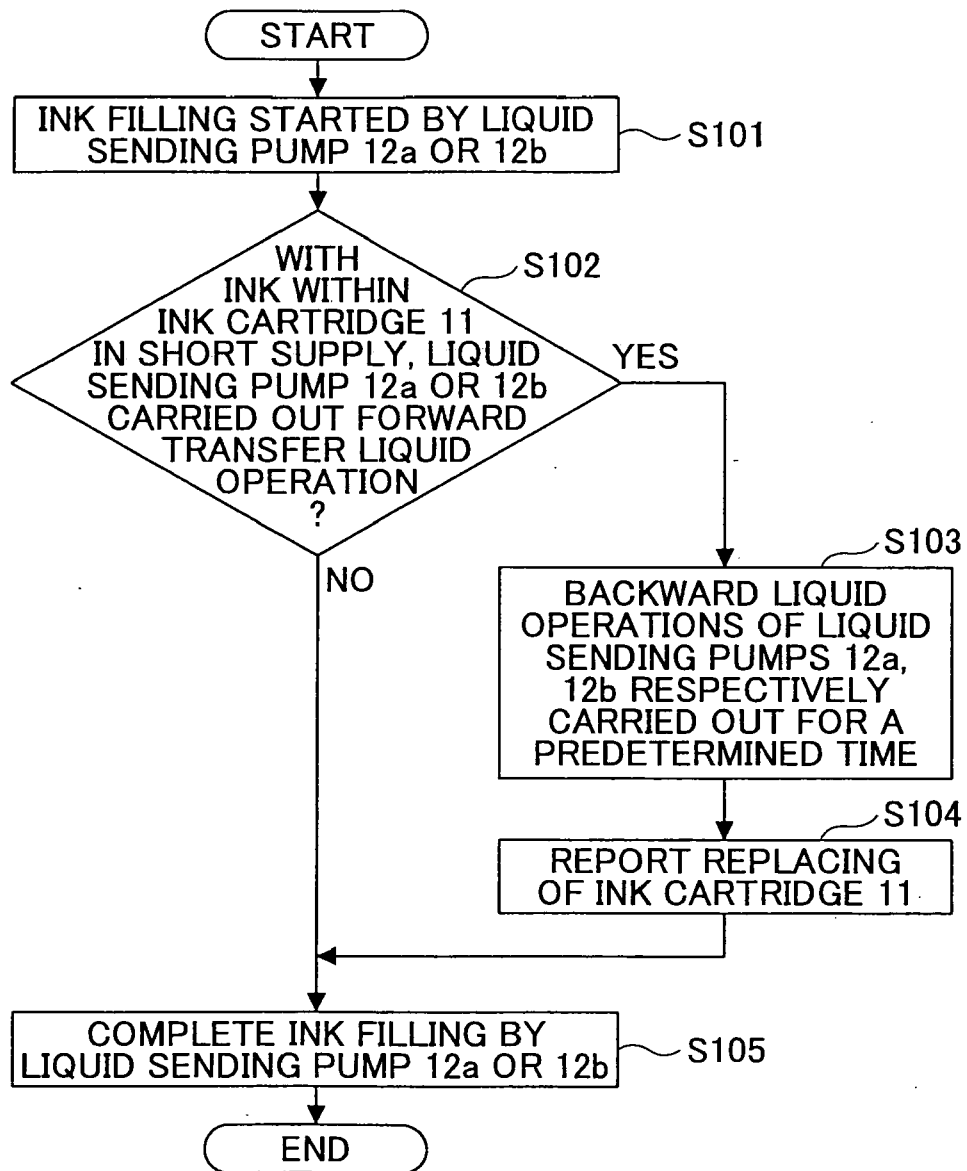 START
INK FILLING STARTED BY LIQUID
SENDING PUMP 12a OR 12b
S101
WITH
INK WITHIN
INK CARTRIDGE 11
IN SHORT SUPPLY, LIQUID
SENDING PUMP 12a OR 12b
CARRIED OUT FORWARD
TRANSFER LIQUID
OPERATION
?
S102
YES
NO
S103
BACKWARD LIQUID
OPERATIONS OF LIQUID
SENDING PUMPS 12a,
12b RESPECTIVELY
CARRIED OUT FOR A
PREDETERMINED TIME
S104
REPORT REPLACING
OF INK CARTRIDGE 11
COMPLETE INK FILLING BY
LIQUID SENDING PUMP 12a OR 12b
S105
END